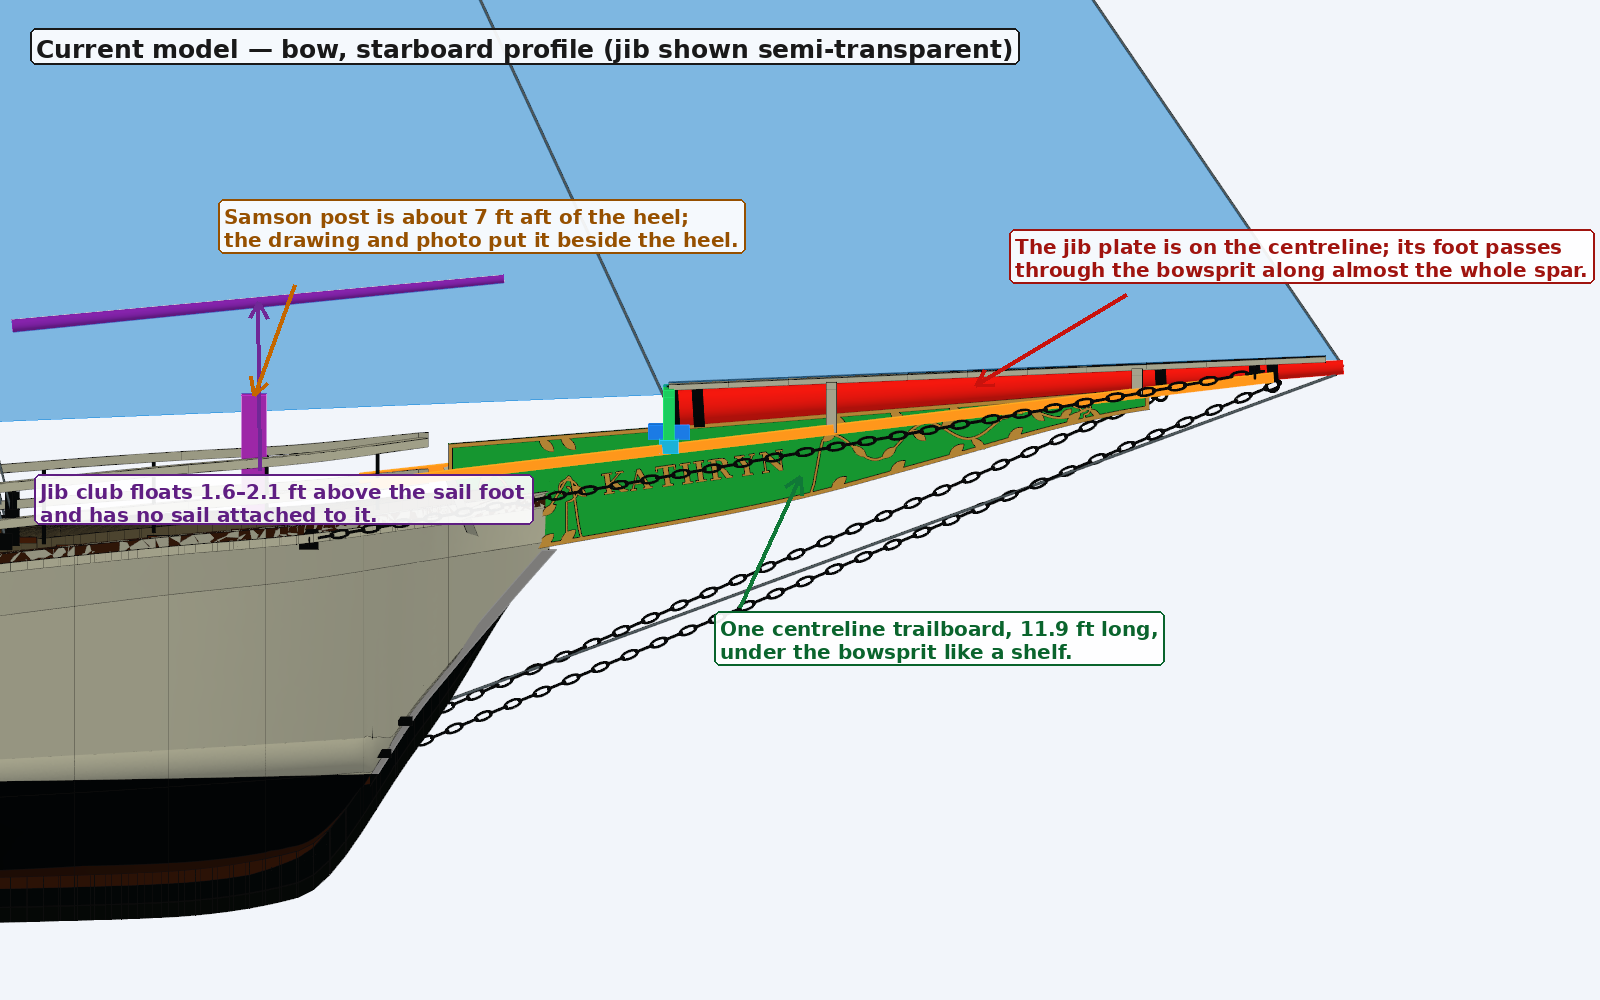 Current model — bow, starboard profile (jib shown semi-transparent)
Samson post is about 7 ft aft of the heel;
the drawing and photo put it beside the heel.
The jib plate is on the centreline; its foot passes
through the bowsprit along almost the whole spar.
KATHRYN
Jib club floats 1.6–2.1 ft above the sail foot
and has no sail attached to it.
One centreline trailboard, 11.9 ft long,
under the bowsprit like a shelf.